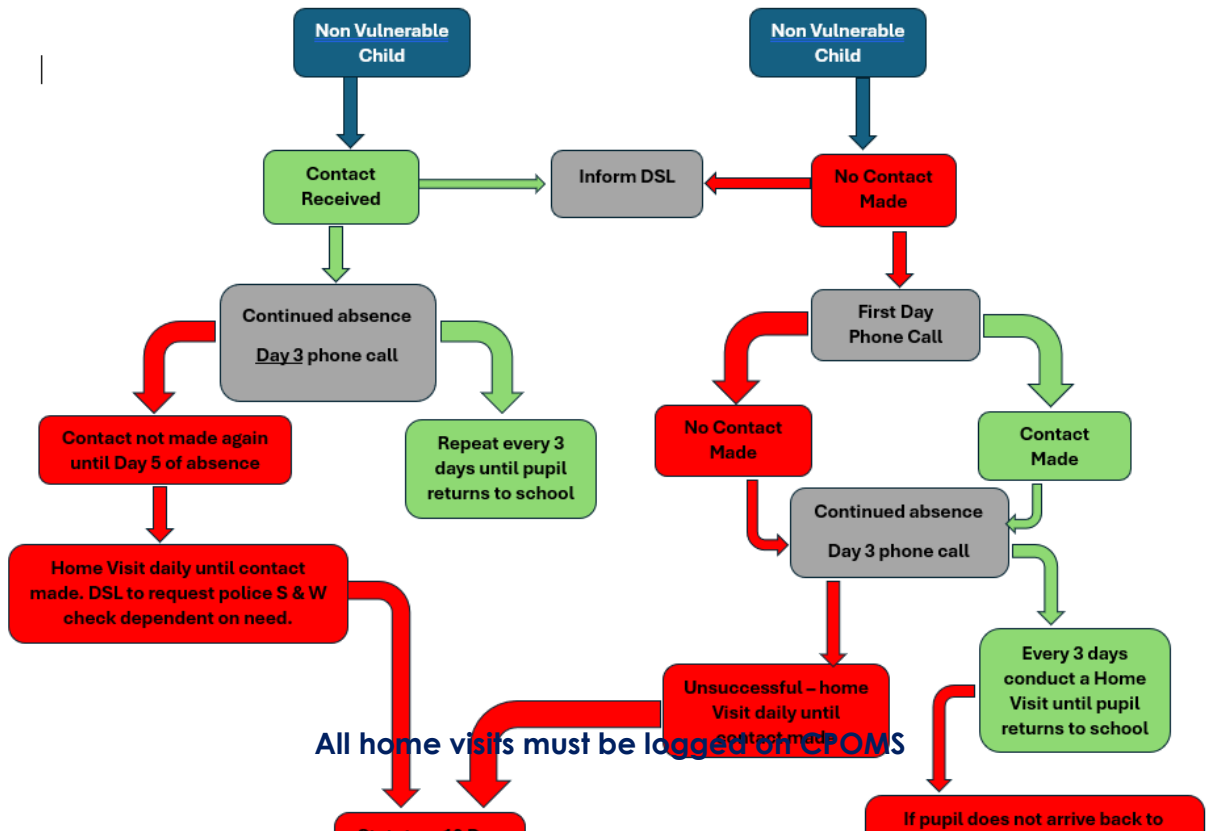 Non Vulnerable
Child
Non Vulnerable
Child
Contact
Received
Inform DSL
No Contact
Made
Continued absence
Day 3 phone call
First Day
Phone Call
Contact not made again
until Day 5 of absence
Repeat every 3
days until pupil
returns to school
No Contact
Made
Contact
Made
Continued absence
Day 3 phone call
Home Visit daily until contact
made. DSL to request police S & W
check dependent on need.
Unsuccessful – home
Visit daily until
contact made
Every 3 days
conduct a Home
Visit until pupil
returns to school
All home visits must be logged on CPOMS
If pupil does not arrive back to